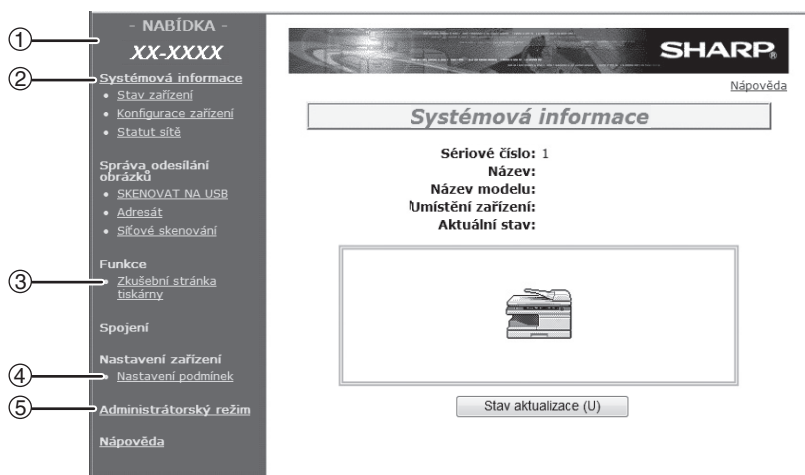 - NABÍDKA -
XX-XXXX
Systémová informace
• Stav zařízení
• Konfigurace zařízení
• Statut sítě
Správa odesílání
obrázků
• SKENOVAT NA USB
• Adresát
• Síťové skenování
Funkce
• Zkušební stránka
tiskárny
Spojení
Nastavení zařízení
• Nastavení podmínek
Administrátorský režim
Nápověda
①
②
③
④
⑤
SHARP®
Nápověda
Systémová informace
Sériové číslo: 1
Název:
Název modelu:
Umístění zařízení:
Aktuální stav:
Stav aktualizace (U)